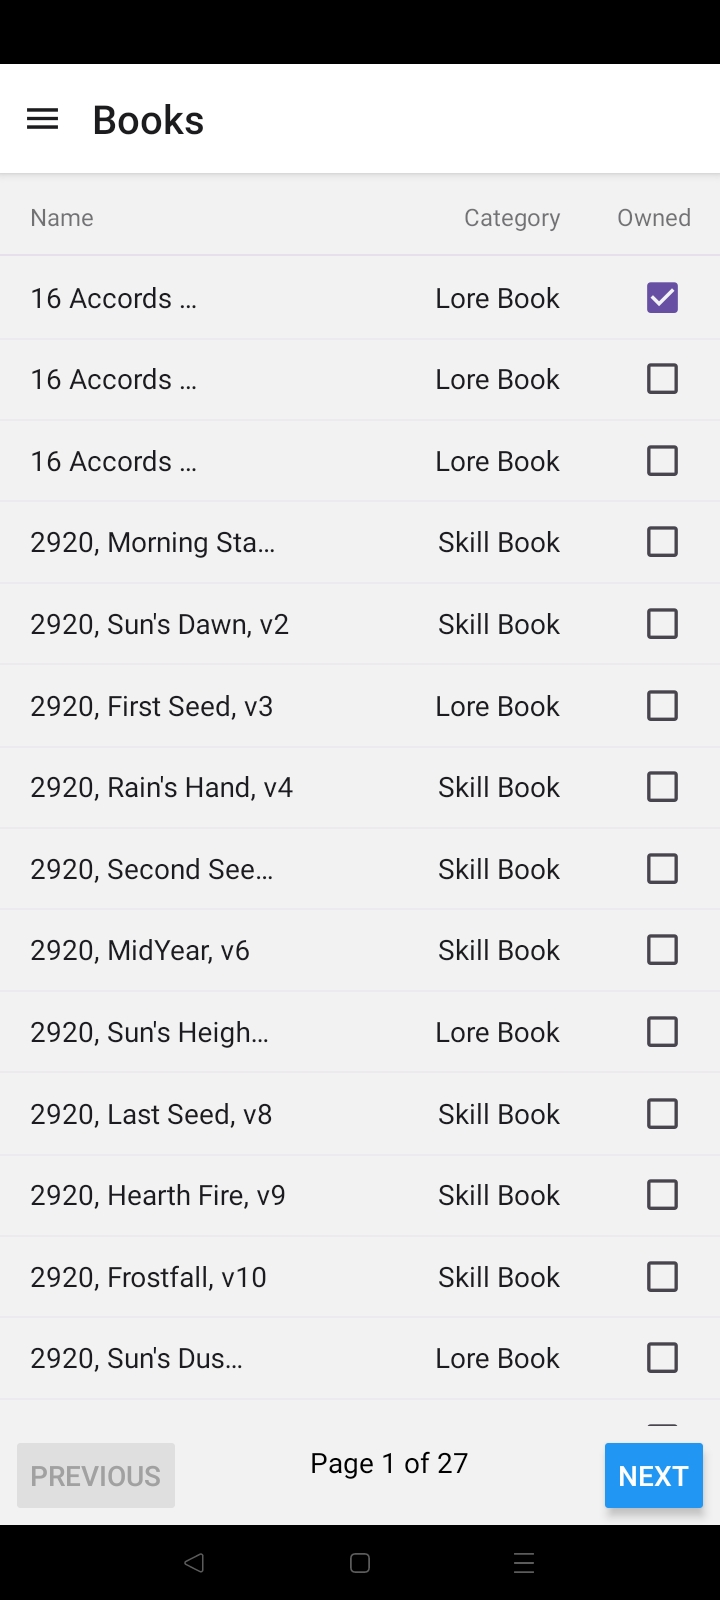 Books
Name Category Owned
16 Accords ... Lore Book
16 Accords ... Lore Book
16 Accords ... Lore Book
2920, Morning Sta... Skill Book
2920, Sun's Dawn, v2 Skill Book
2920, First Seed, v3 Lore Book
2920, Rain's Hand, v4 Skill Book
2920, Second See... Skill Book
2920, MidYear, v6 Skill Book
2920, Sun's Heigh... Lore Book
2920, Last Seed, v8 Skill Book
2920, Hearth Fire, v9 Skill Book
2920, Frostfall, v10 Skill Book
2920, Sun's Dus... Lore Book
PREVIOUS Page 1 of 27 NEXT